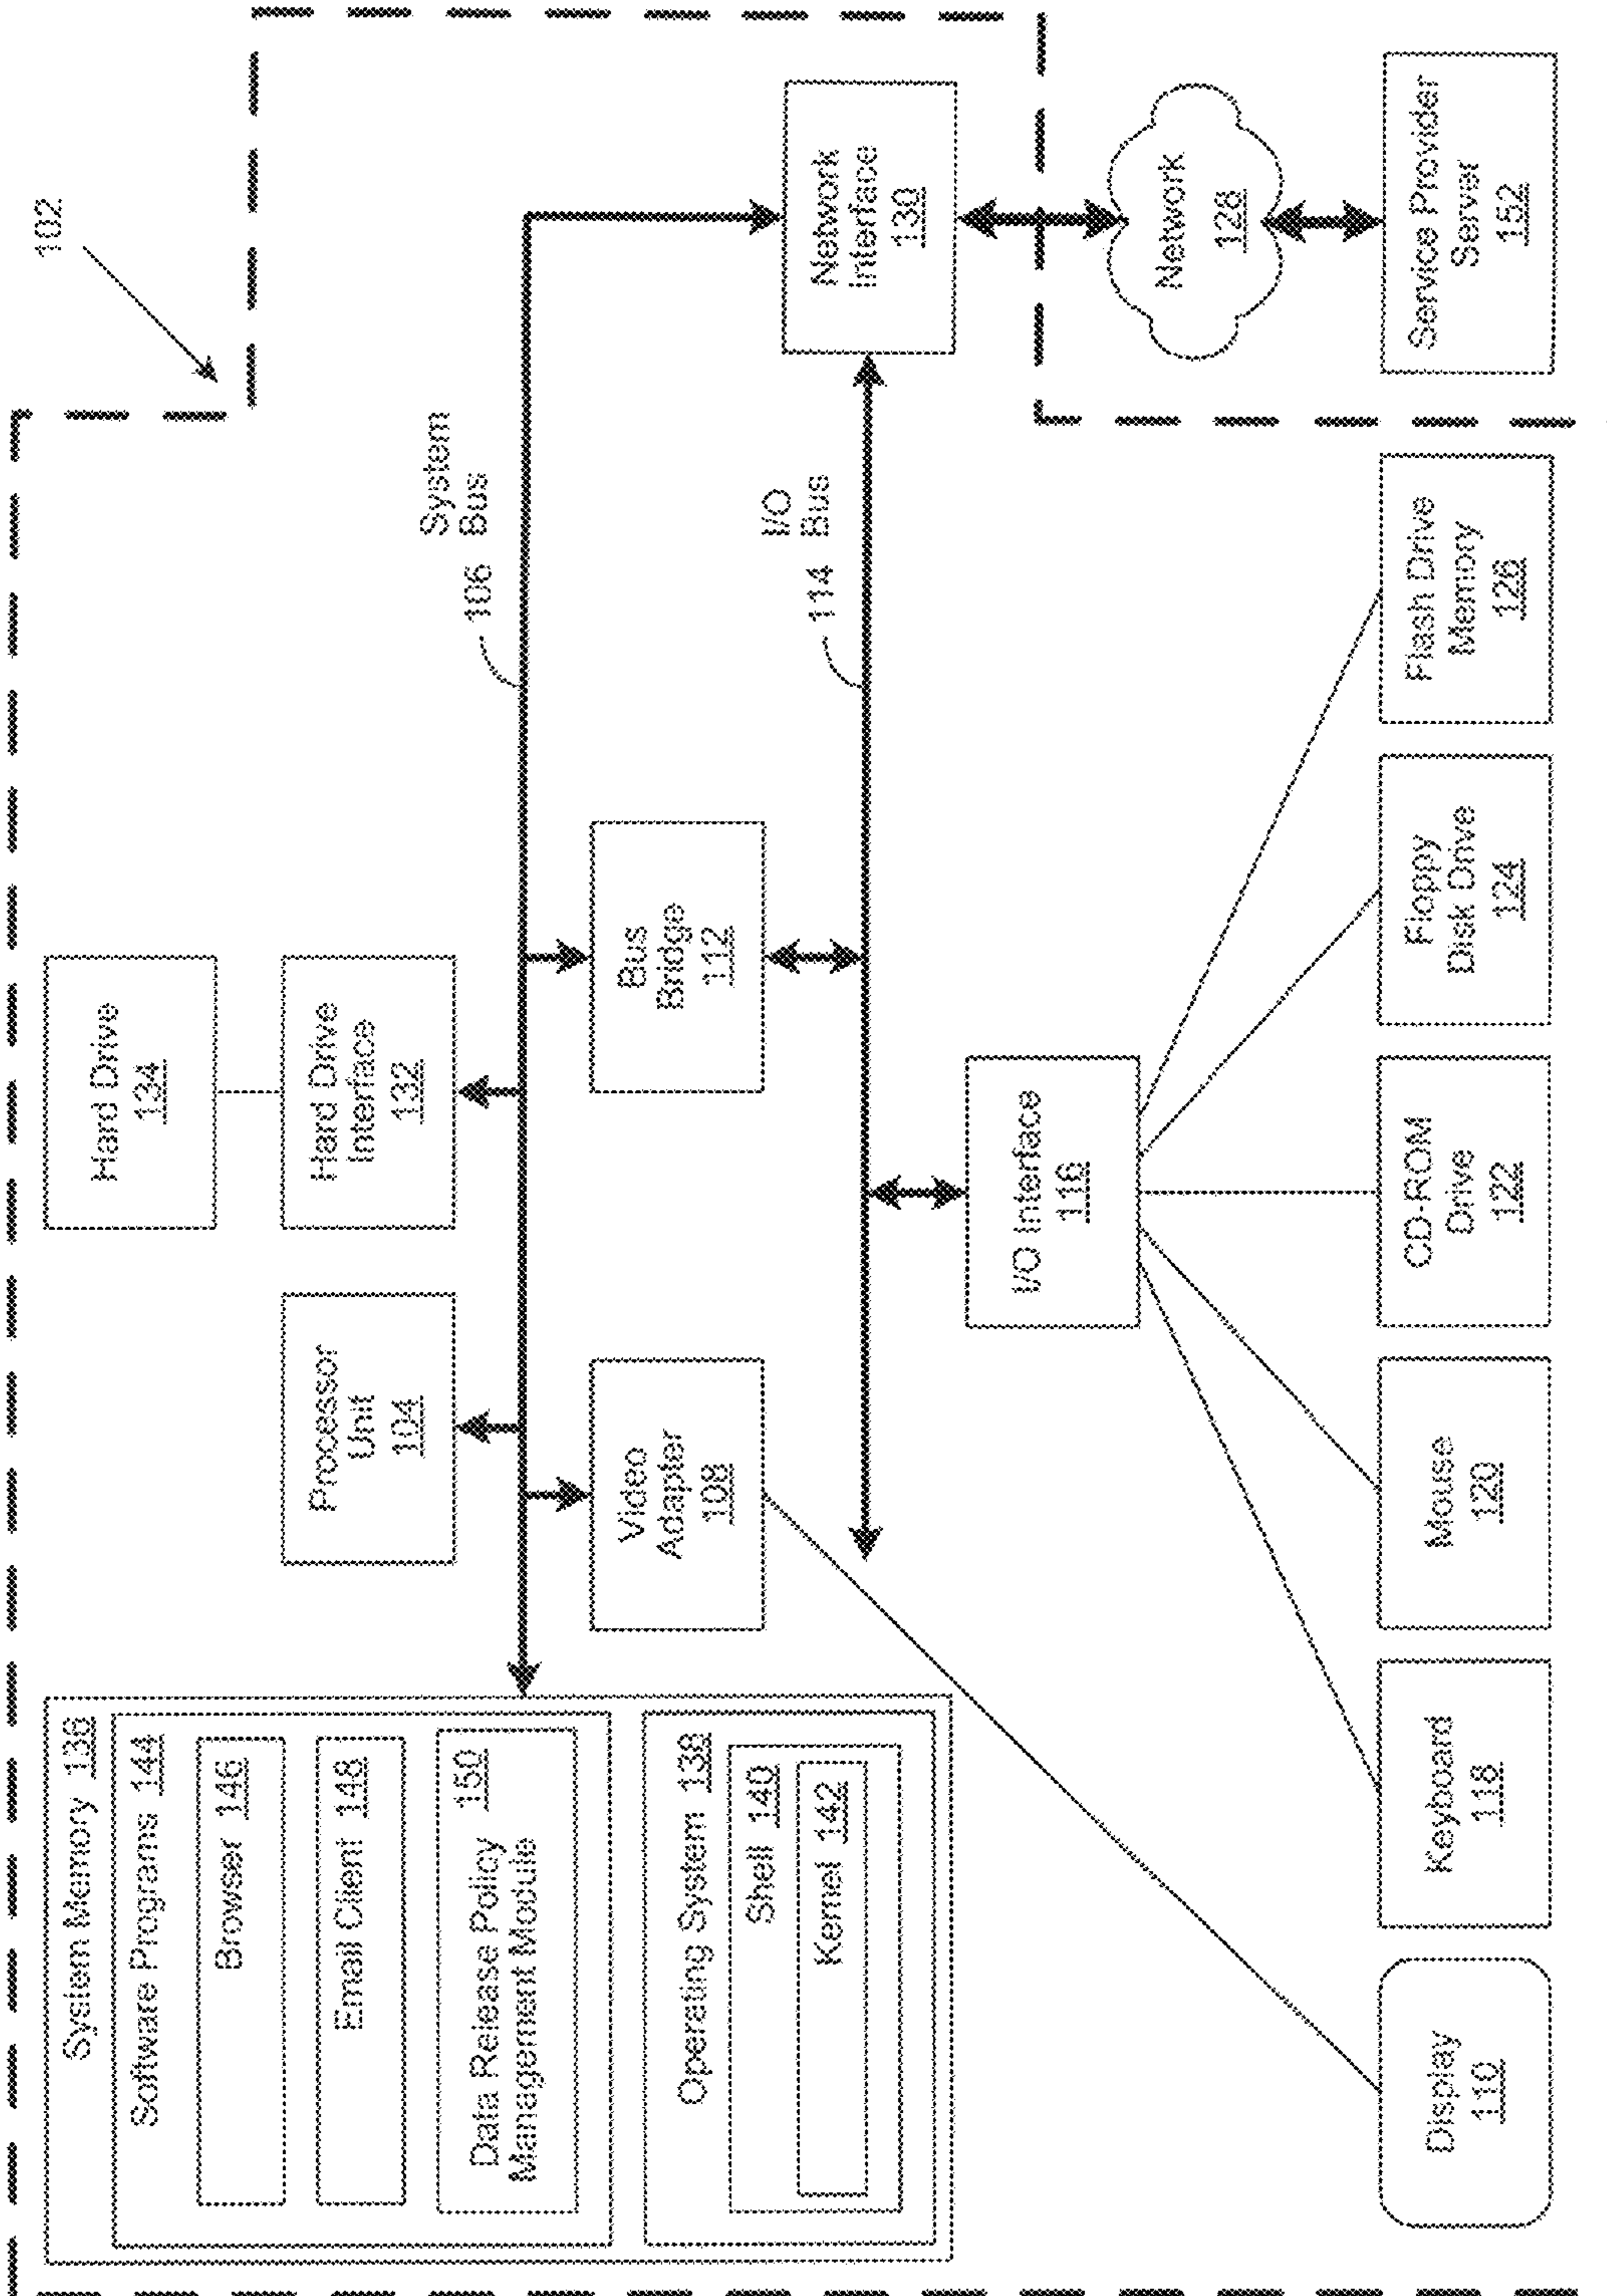 102
System Memory 136
Software Programs 144
Browser 146
Email Client 148
Data Release Policy
Management Module
150
Operating System 138
Shell 140
Kernel 142
Processor
Unit
104
Hard Drive
134
Hard Drive
Interface
132
106
System
Bus
Video
Adapter
108
Bus
Bridge
112
114
I/O
Bus
Network
Interface
130
I/O Interface
116
Network
128
Display
110
Keyboard
118
Mouse
120
CD-ROM
Drive
122
Floppy
Disk Drive
124
Flash Drive
Memory
126
Service Provider
Server
152